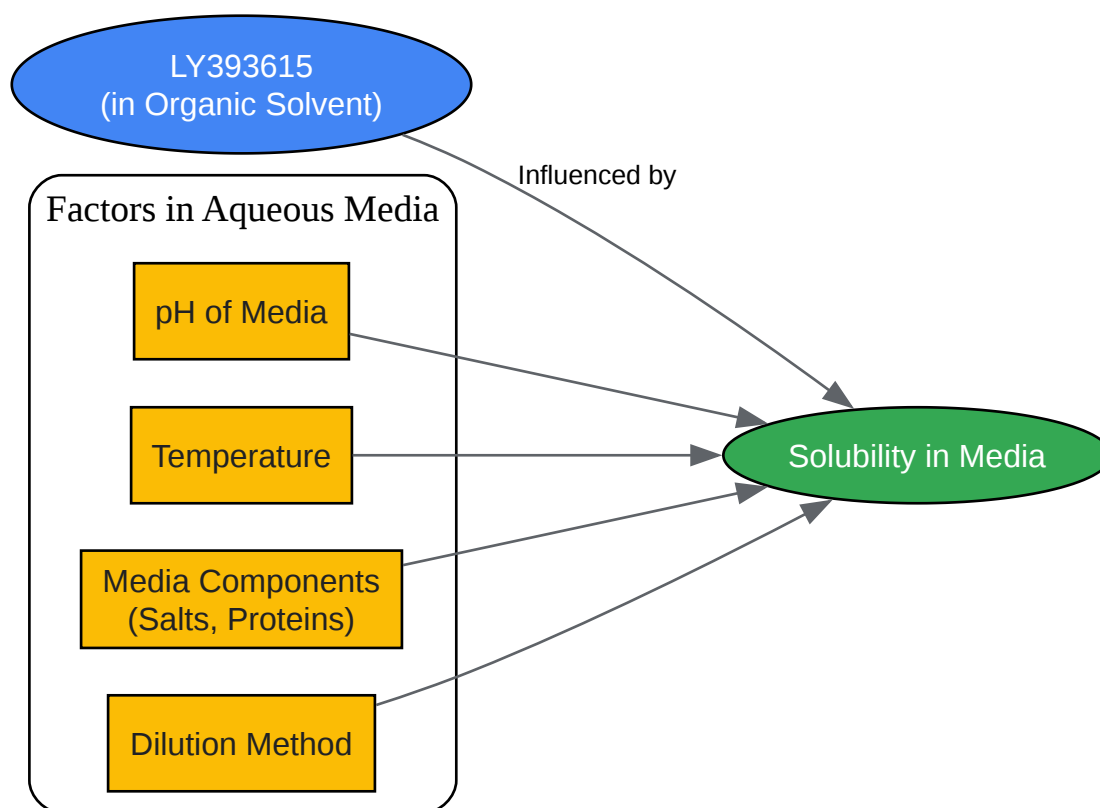 LY393615
(in Organic Solvent)
Influenced by
Factors in Aqueous Media
pH of Media
Temperature
Solubility in Media
Media Components
(Salts, Proteins)
Dilution Method